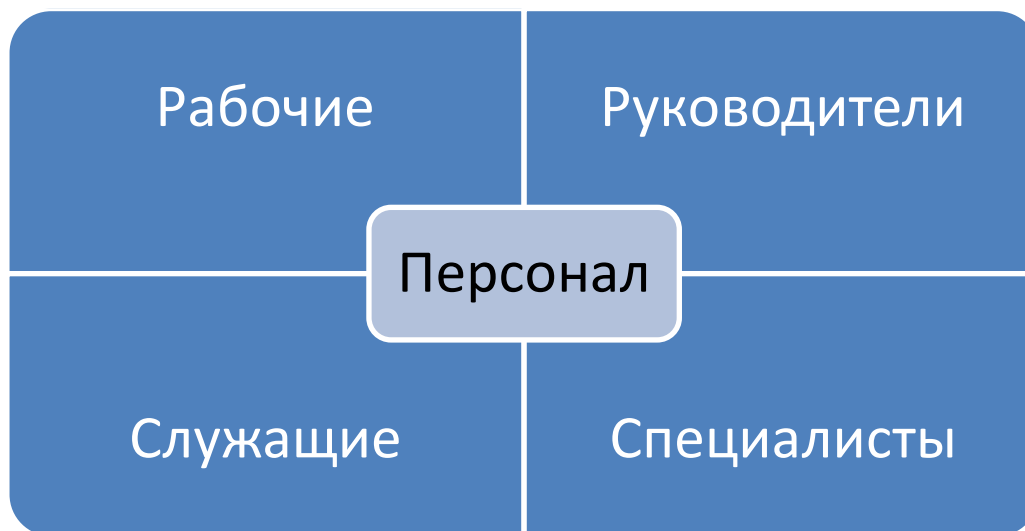 Рабочие
Руководители
Персонал
Служащие
Специалисты